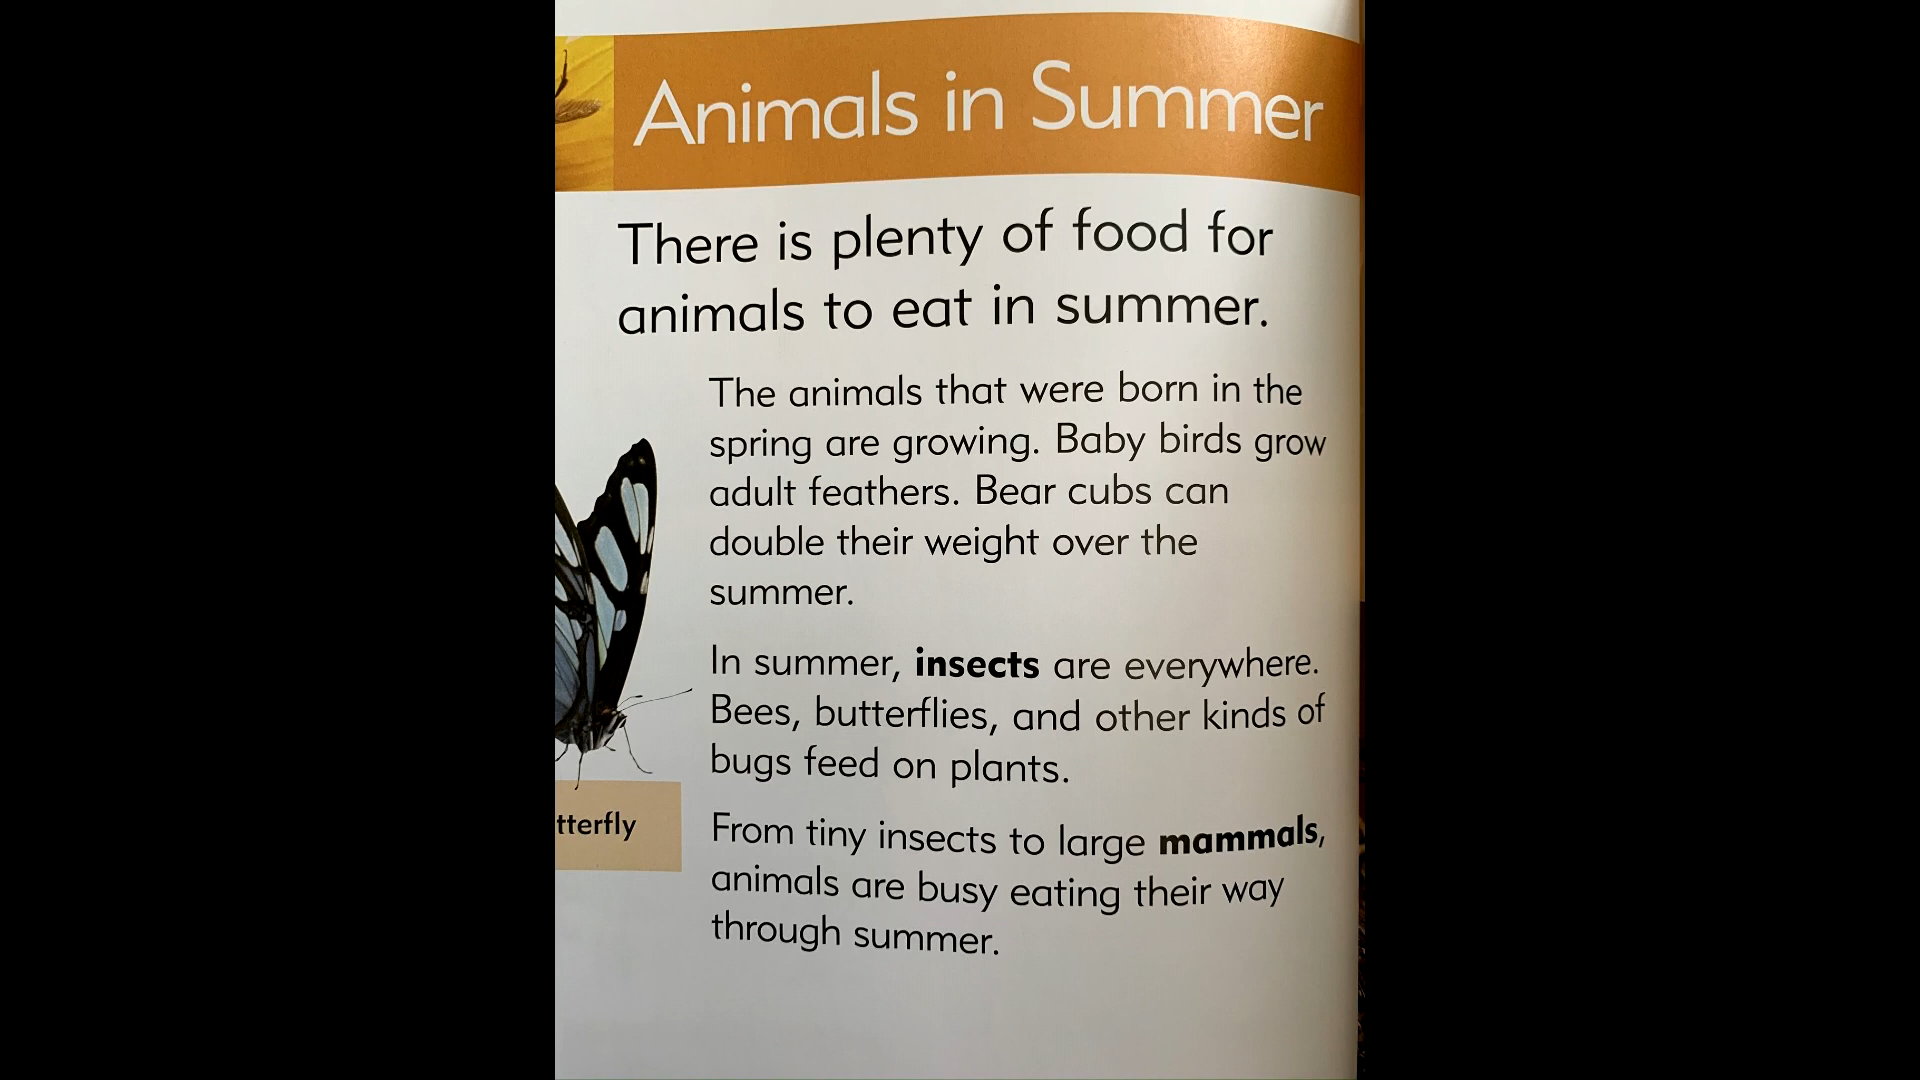 Animals in Summer
There is plenty of food for
animals to eat in summer.
The animals that were born in the
spring are growing. Baby birds grow
adult feathers. Bear cubs can
double their weight over the
summer.
In summer, insects are everywhere.
Bees, butterflies, and other kinds of
bugs feed on plants.
From tiny insects to large mammals,
animals are busy eating their way
through summer.
tterfly